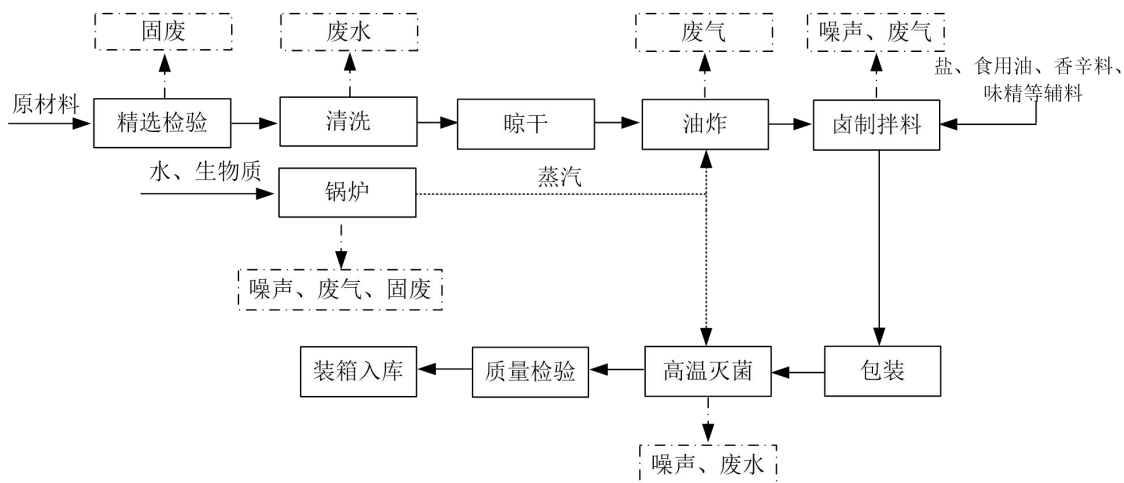 固废
废水
废气
噪声、废气
盐、食用油、香辛料、
味精等辅料
原材料
精选检验
清洗
晾干
油炸
卤制拌料
水、生物质
锅炉
蒸汽
噪声、废气、固废
装箱入库
质量检验
高温灭菌
包装
噪声、废水